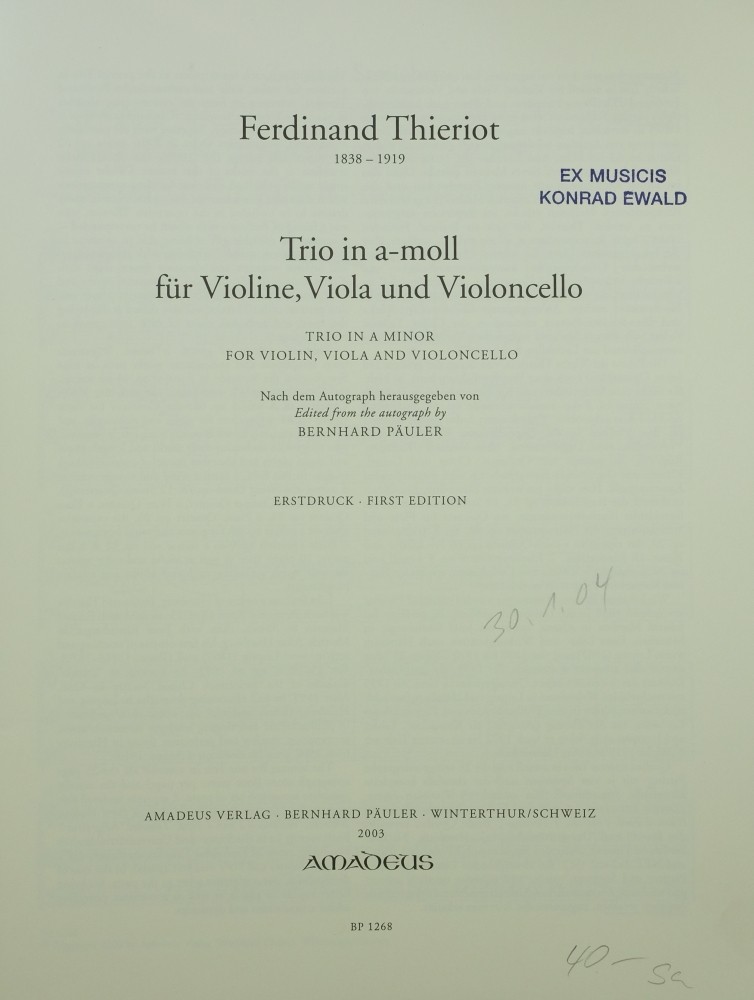 Ferdinand Thieriot
1838 – 1919
EX MUSICIS
KONRAD EWALD
Trio in a-moll
für Violine, Viola und Violoncello
TRIO IN A MINOR
FOR VIOLIN, VIOLA AND VIOLONCELLO
Nach dem Autograph herausgegeben von
Edited from the autograph by
BERNHARD PÄULER
ERSTDRUCK · FIRST EDITION
30.1.04
AMADEUS VERLAG · BERNHARD PÄULER · WINTERTHUR/SCHWEIZ
2003
AMADEUS
BP 1268
40.–